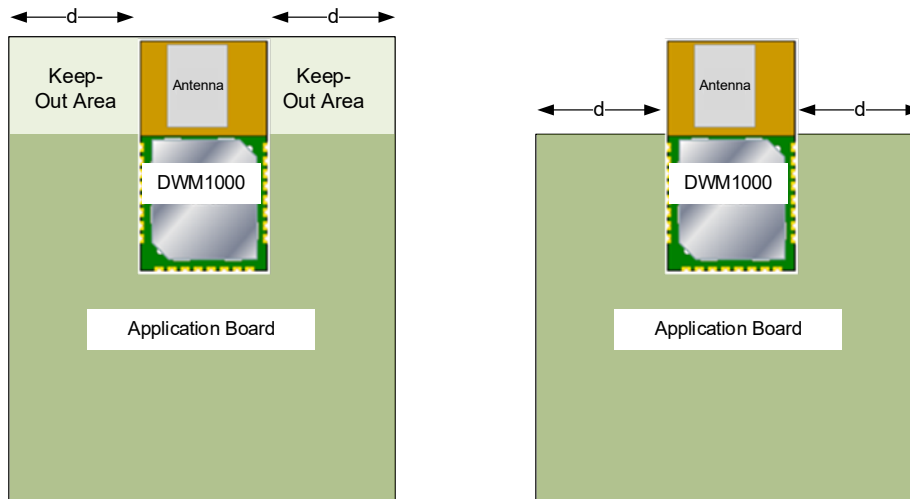 d
d
Keep-
Out Area
Antenna
Keep-
Out Area
DWM1000
Application Board
Antenna
d
d
DWM1000
Application Board